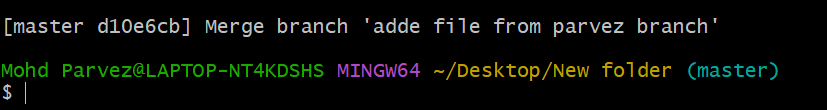 [master d10e6cb] Merge branch 'adde file from parvez branch'
Mohd Parvez@LAPTOP-NT4KDSHS MINGW64 ~/Desktop/New folder (master)
$